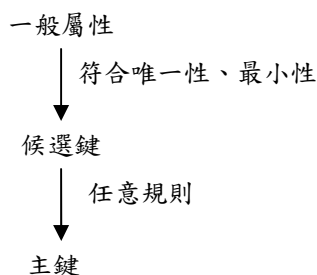 一般屬性
符合唯一性、最小性
候選鍵
任意規則
主鍵